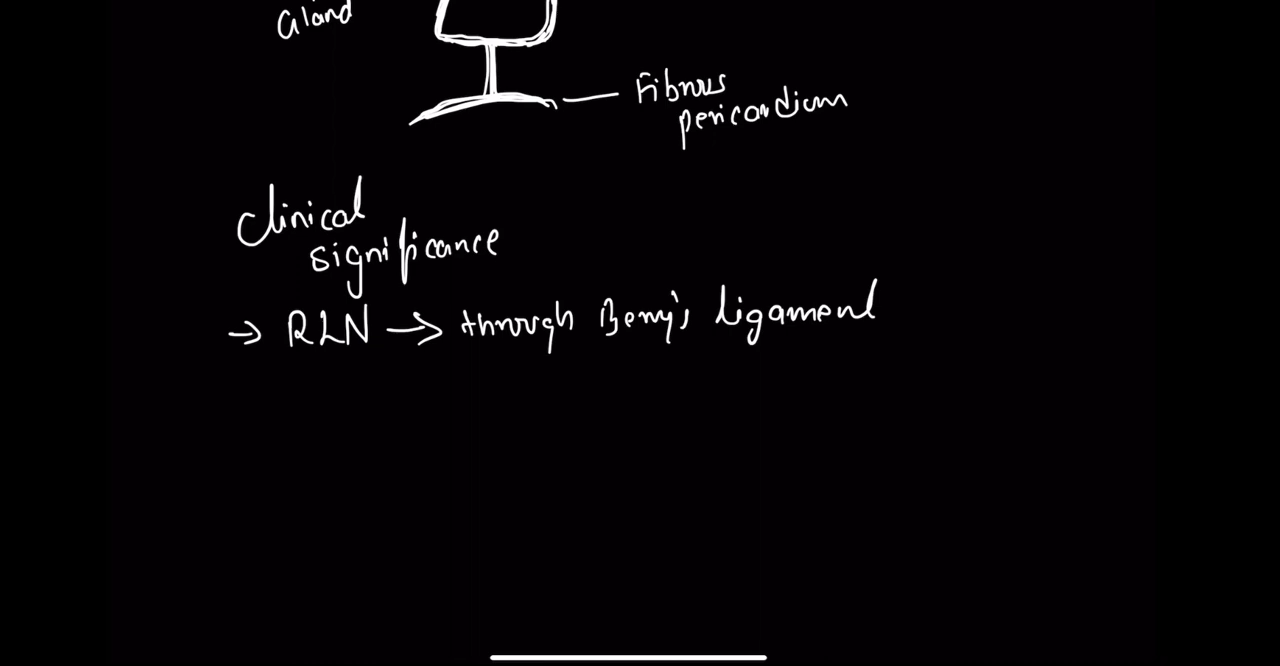 Gland
Fibrous
pericardium
Clinical
significance
→ RLN → through Berry's Ligament